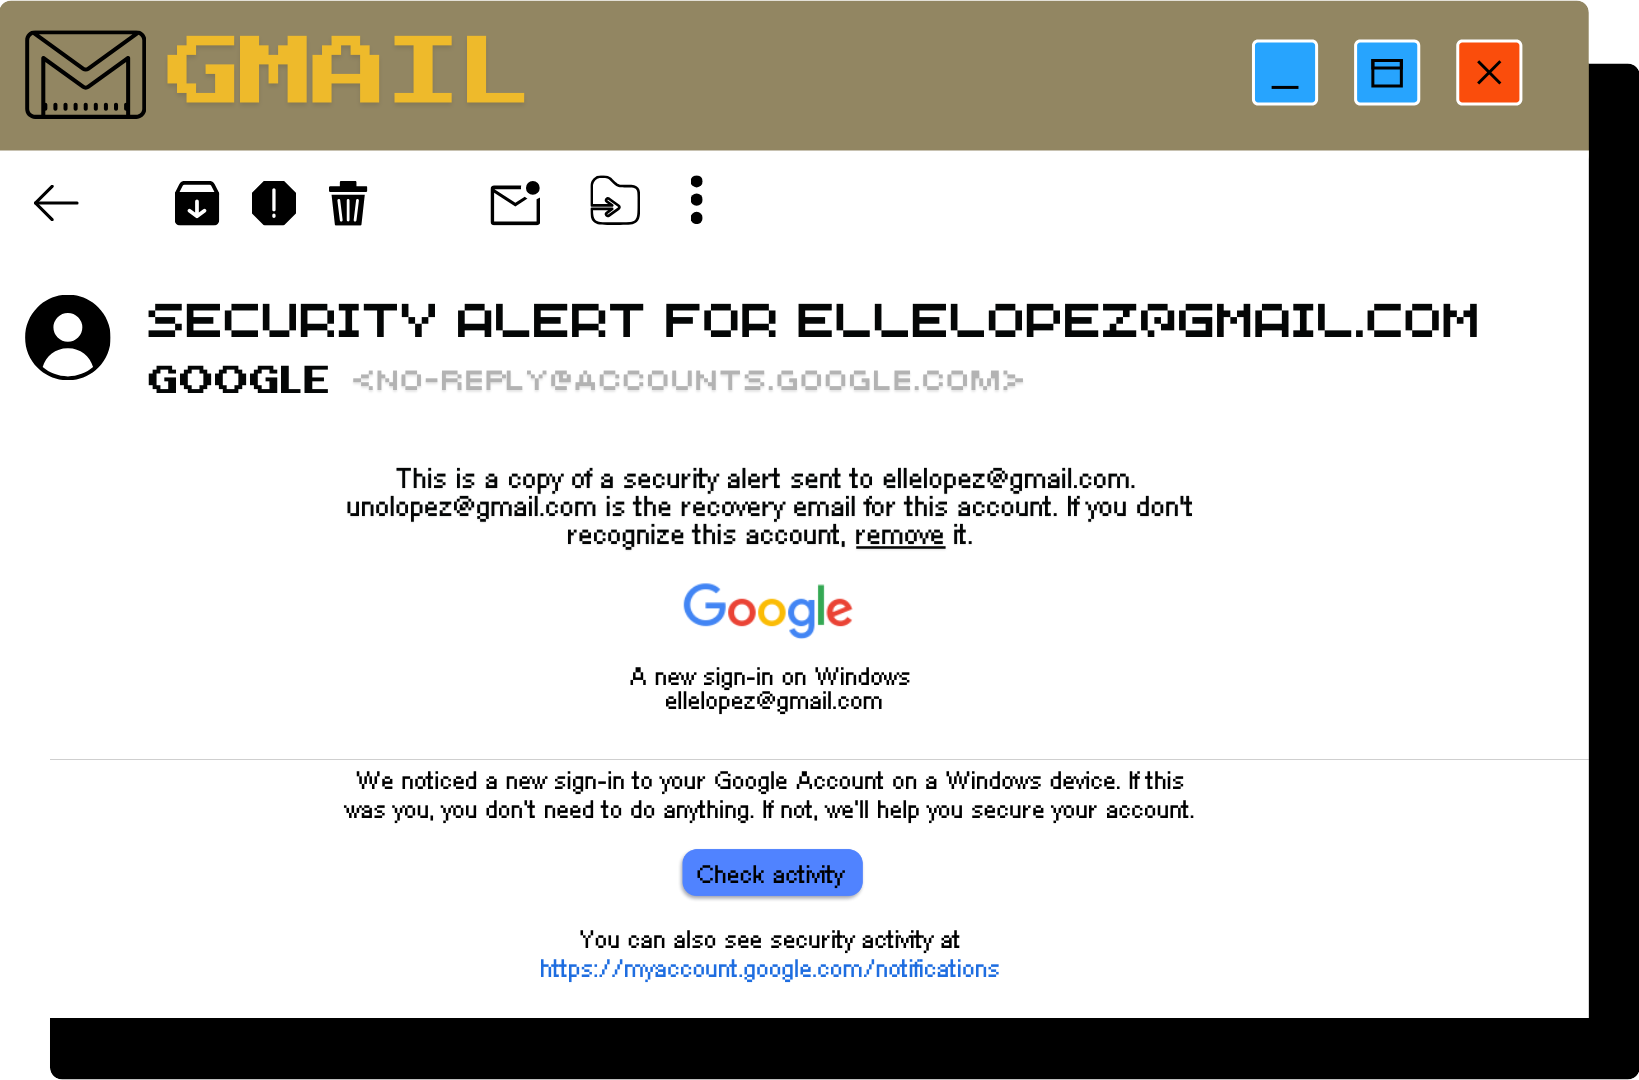 GMAIL
SECURITY ALERT FOR ELLELOPEZ@GMAIL.COM
GOOGLE <NO-REPLY@ACCOUNTS.GOOGLE.COM>
This is a copy of a security alert sent to ellelopez@gmail.com.
unolopez@gmail.com is the recovery email for this account. If you don't
recognize this account, remove it.
Google
A new sign-in on Windows
ellelopez@gmail.com
We noticed a new sign-in to your Google Account on a Windows device. If this
was you, you don't need to do anything. If not, we'll help you secure your account.
Check activity
You can also see security activity at
https://myaccount.google.com/notifications